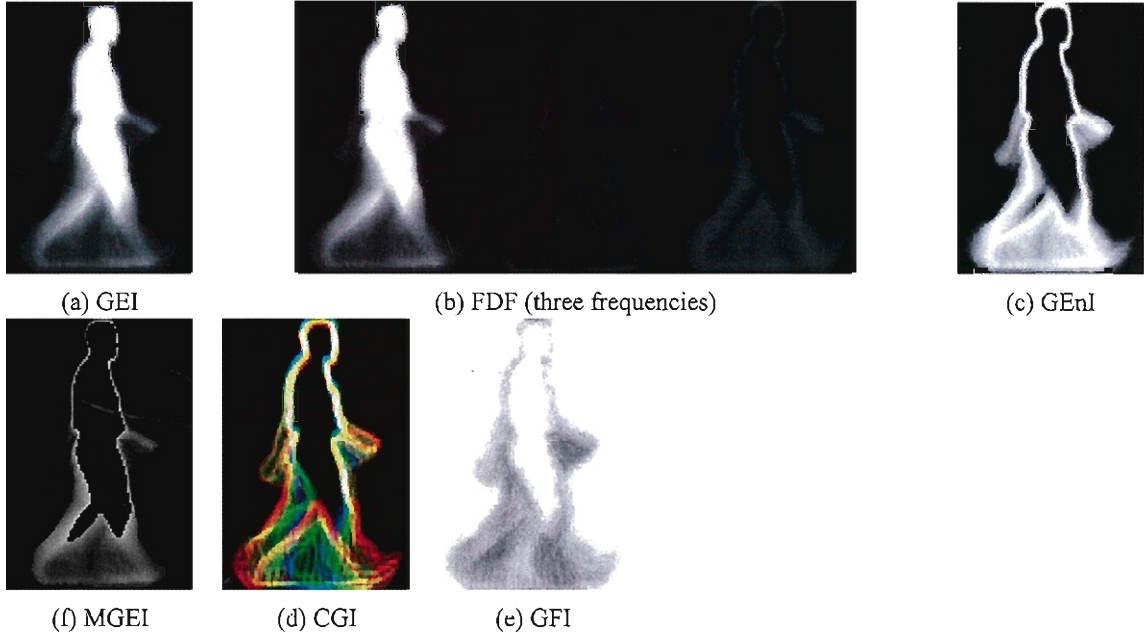 (a) GEI
(b) FDF (three frequencies)
(c) GEnI
(f) MGEI
(d) CGI
(e) GFI